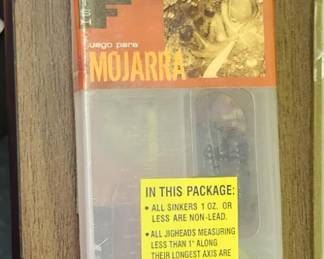 juego para
MOJARRA
IN THIS PACKAGE:
• ALL SINKERS 1 OZ. OR
LESS ARE NON-LEAD.
• ALL JIGHEADS MEASURING
LESS THAN 1" ALONG
THEIR LONGEST AXIS ARE